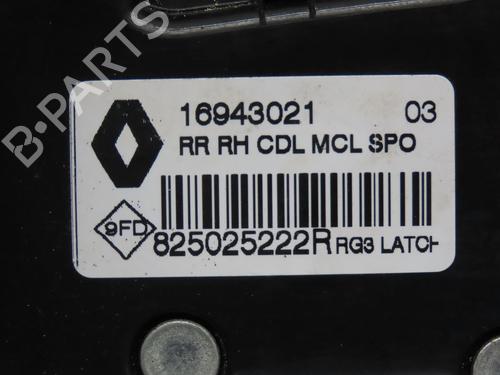 B-PARTS
16943021 03
RR RH CDL MCL SPO
9FD
825025222R RG3 LATCH